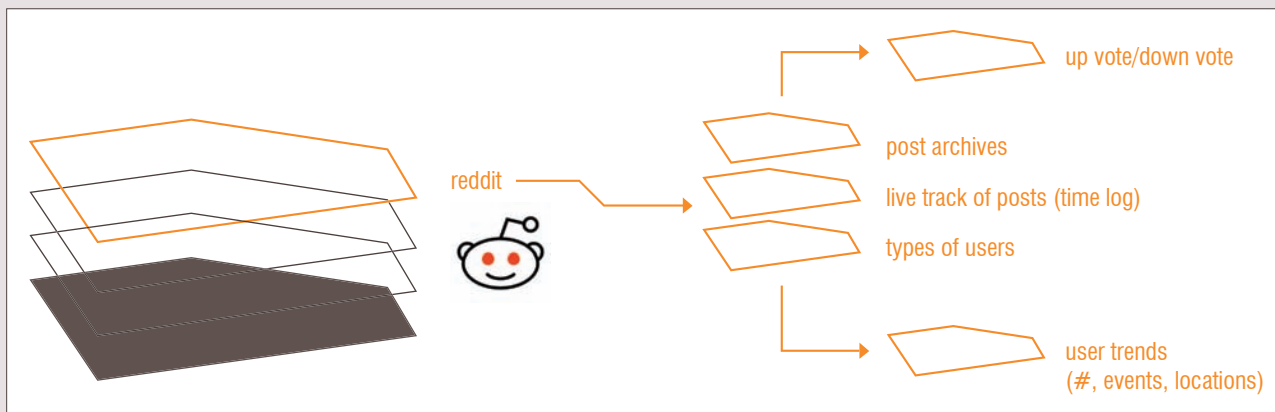 up vote/down vote
post archives
reddit
live track of posts (time log)
types of users
user trends
(#, events, locations)